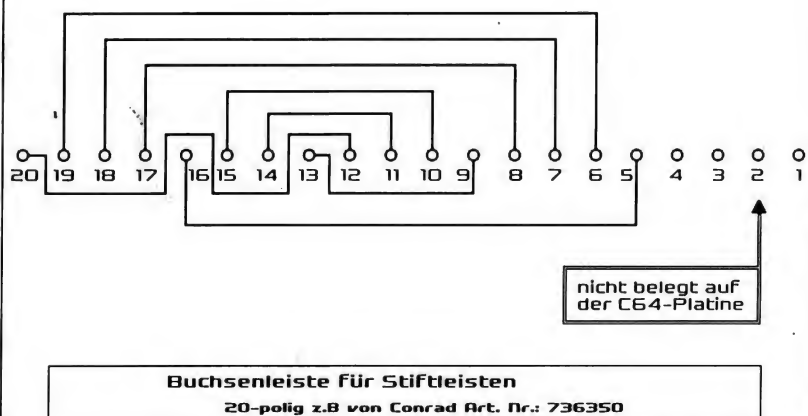 20 19 18 17 16 15 14 13 12 11 10 9 8 7 6 5 4 3 2 1
nicht belegt auf
der C64-Platine
Buchsenleiste für Stiftleisten
20-polig z.B von Conrad Art. Nr.: 736350